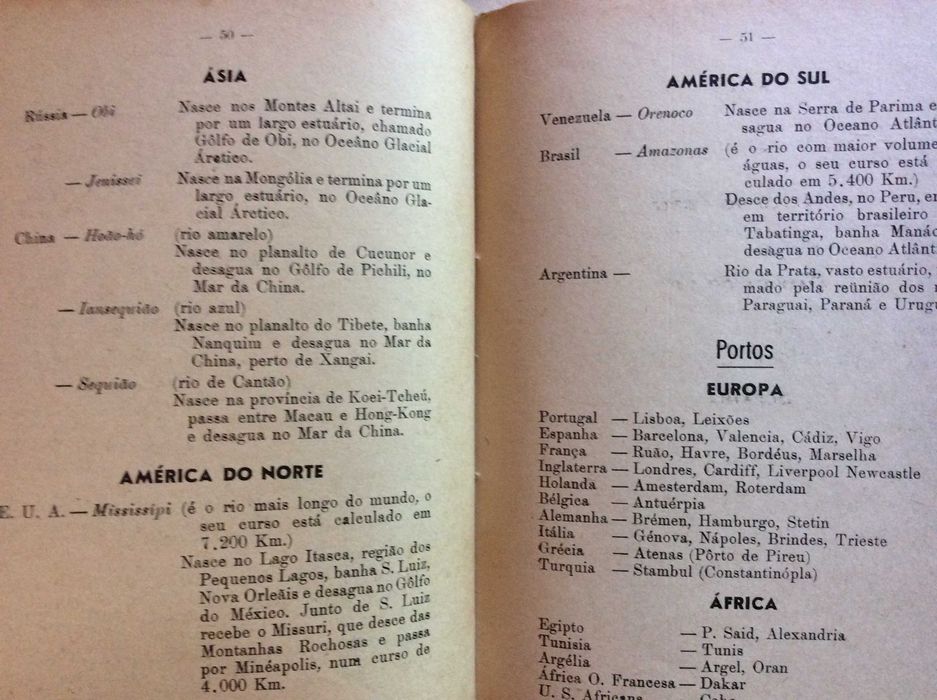 — 50 —
ÁSIA
Rússia — Obi Nasce nos Montes Altai e termina
por um largo estuário, chamado
Gôlfo de Obi, no Oceâno Glacial
Árctico.
— Jenissei Nasce na Mongólia e termina por um
largo estuário, no Oceâno Gla-
cial Árctico.
China — Hoão-hó (rio amarelo)
Nasce no planalto de Cucunor e
desagua no Gôlfo de Pichili, no
Mar da China.
— Iansequião (rio azul)
Nasce no planalto do Tibete, banha
Nanquim e desagua no Mar da
China, perto de Xangai.
— Sequião (rio de Cantão)
Nasce na província de Koei-Tcheú,
passa entre Macau e Hong-Kong
e desagua no Mar da China.
AMÉRICA DO NORTE
E. U. A. — Mississipi (é o rio mais longo do mundo, o
seu curso está calculado em
7.200 Km.)
Nasce no Lago Itasca, região dos
Pequenos Lagos, banha S. Luiz,
Nova Orleãis e desagua no Gôlfo
do México. Junto de S. Luiz
recebe o Missuri, que desce das
Montanhas Rochosas e passa
por Minéapolis, num curso de
4.000 Km.
— 51 —
AMÉRICA DO SUL
Venezuela — Orenoco Nasce na Serra de Parima e
sagua no Oceano Atlânt
Brasil — Amazonas (é o rio com maior volume
águas, o seu curso está
culado em 5.400 Km.)
Desce dos Andes, no Peru, en
em território brasileiro
Tabatinga, banha Manáo
desagua no Oceano Atlânt
Argentina — Rio da Prata, vasto estuário,
mado pela reünião dos r
Paraguai, Paraná e Urugu
Portos
EUROPA
Portugal — Lisboa, Leixões
Espanha — Barcelona, Valencia, Cádiz, Vigo
França — Ruão, Havre, Bordéus, Marselha
Inglaterra — Londres, Cardiff, Liverpool Newcastle
Holanda — Amesterdam, Roterdam
Bélgica — Antuérpia
Alemanha — Brémen, Hamburgo, Stetin
Itália — Génova, Nápoles, Brindes, Trieste
Grécia — Atenas (Pôrto de Pireu)
Turquia — Stambul (Constantinópla)
ÁFRICA
Egipto — P. Said, Alexandria
Tunisia — Tunis
Argélia — Argel, Oran
África O. Francesa — Dakar
U. S. Africana